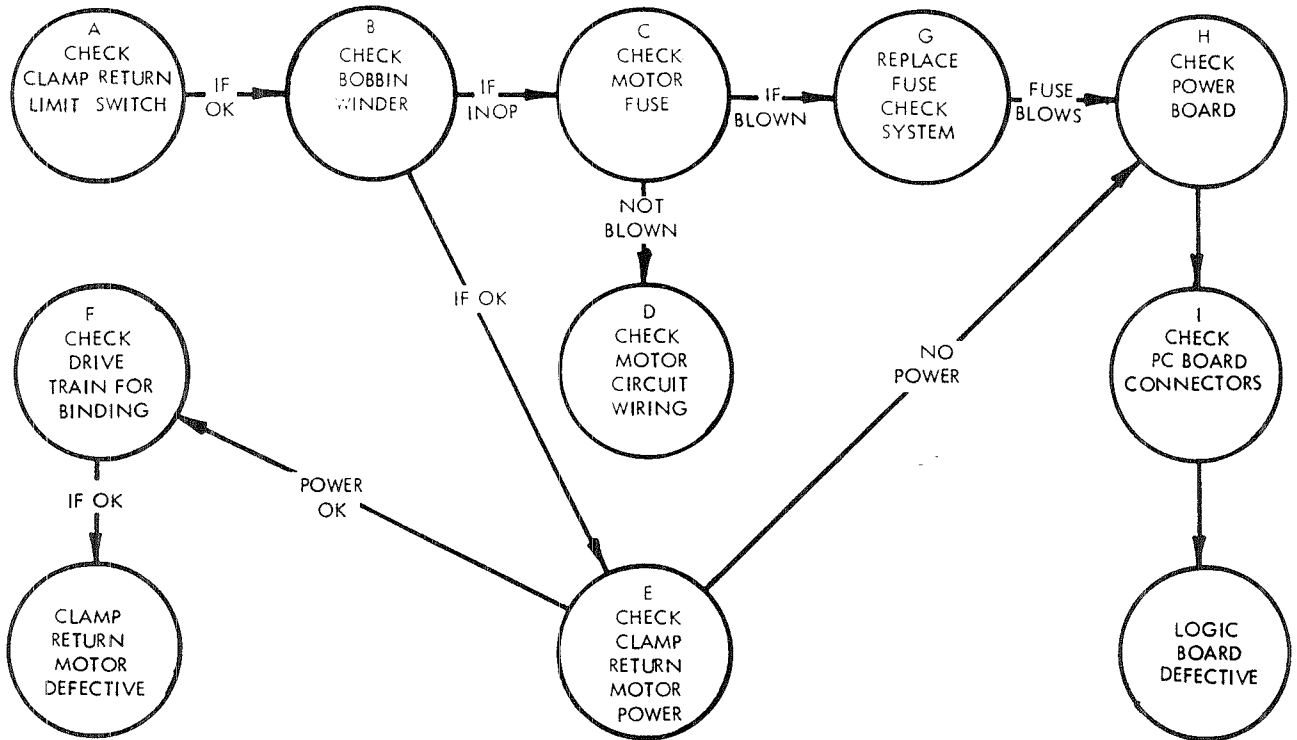 A
CHECK
CLAMP RETURN
LIMIT SWITCH
IF
OK
B
CHECK
BOBBIN
WINDER
IF
INOP
C
CHECK
MOTOR
FUSE
IF
BLOWN
G
REPLACE
FUSE
CHECK
SYSTEM
FUSE
BLOWS
H
CHECK
POWER
BOARD
NOT
BLOWN
IF OK
F
CHECK
DRIVE
TRAIN FOR
BINDING
D
CHECK
MOTOR
CIRCUIT
WIRING
NO
POWER
I
CHECK
PC BOARD
CONNECTORS
IF OK
POWER
OK
CLAMP
RETURN
MOTOR
DEFECTIVE
E
CHECK
CLAMP
RETURN
MOTOR
POWER
LOGIC
BOARD
DEFECTIVE